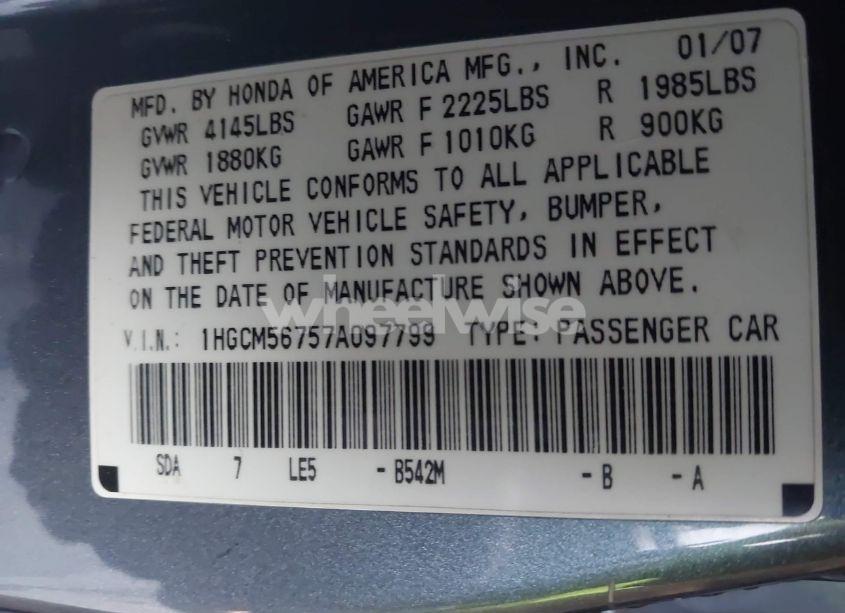 MFD. BY HONDA OF AMERICA MFG., INC. 01/07
GVWR 4145LBS GAWR F 2225LBS R 1985LBS
GVWR 1880KG GAWR F 1010KG R 900KG
THIS VEHICLE CONFORMS TO ALL APPLICABLE
FEDERAL MOTOR VEHICLE SAFETY, BUMPER,
AND THEFT PREVENTION STANDARDS IN EFFECT
ON THE DATE OF MANUFACTURE SHOWN ABOVE.
wheelwise
V.I.N.: 1HGCM56757A097799 TYPE: PASSENGER CAR
SDA 7 LE5 - B542M - B - A